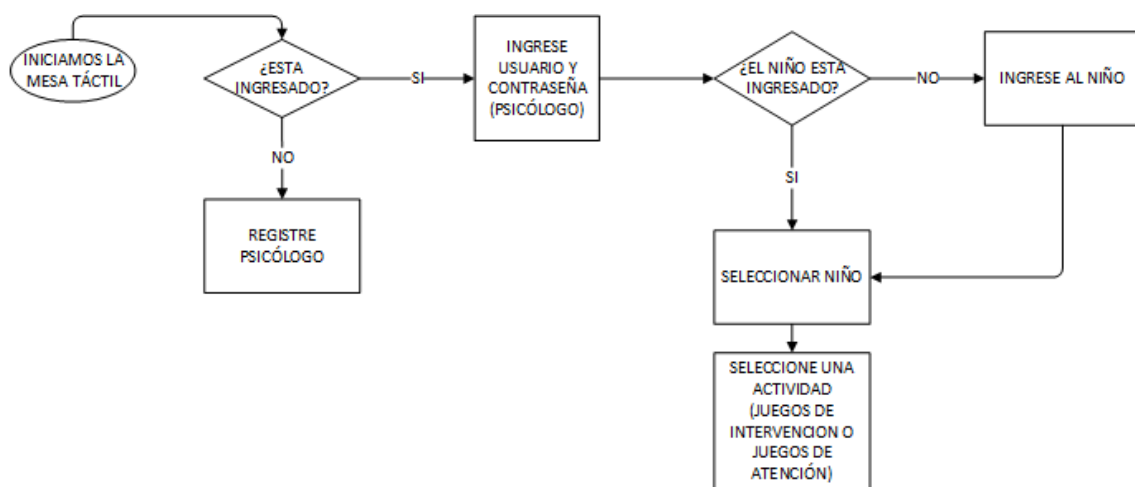 INICIAMOS LA
MESA TÁCTIL
¿ESTA
INGRESADO?
SI
INGRESE
USUARIO Y
CONTRASEÑA
(PSICÓLOGO)
¿EL NIÑO ESTA
INGRESADO?
NO
INGRESE AL NIÑO
NO
SI
REGISTRE
PSICÓLOGO
SELECCIONAR NIÑO
SELECCIONE UNA
ACTIVIDAD
(JUEGOS DE
INTERVENCION O
JUEGOS DE
ATENCIÓN)